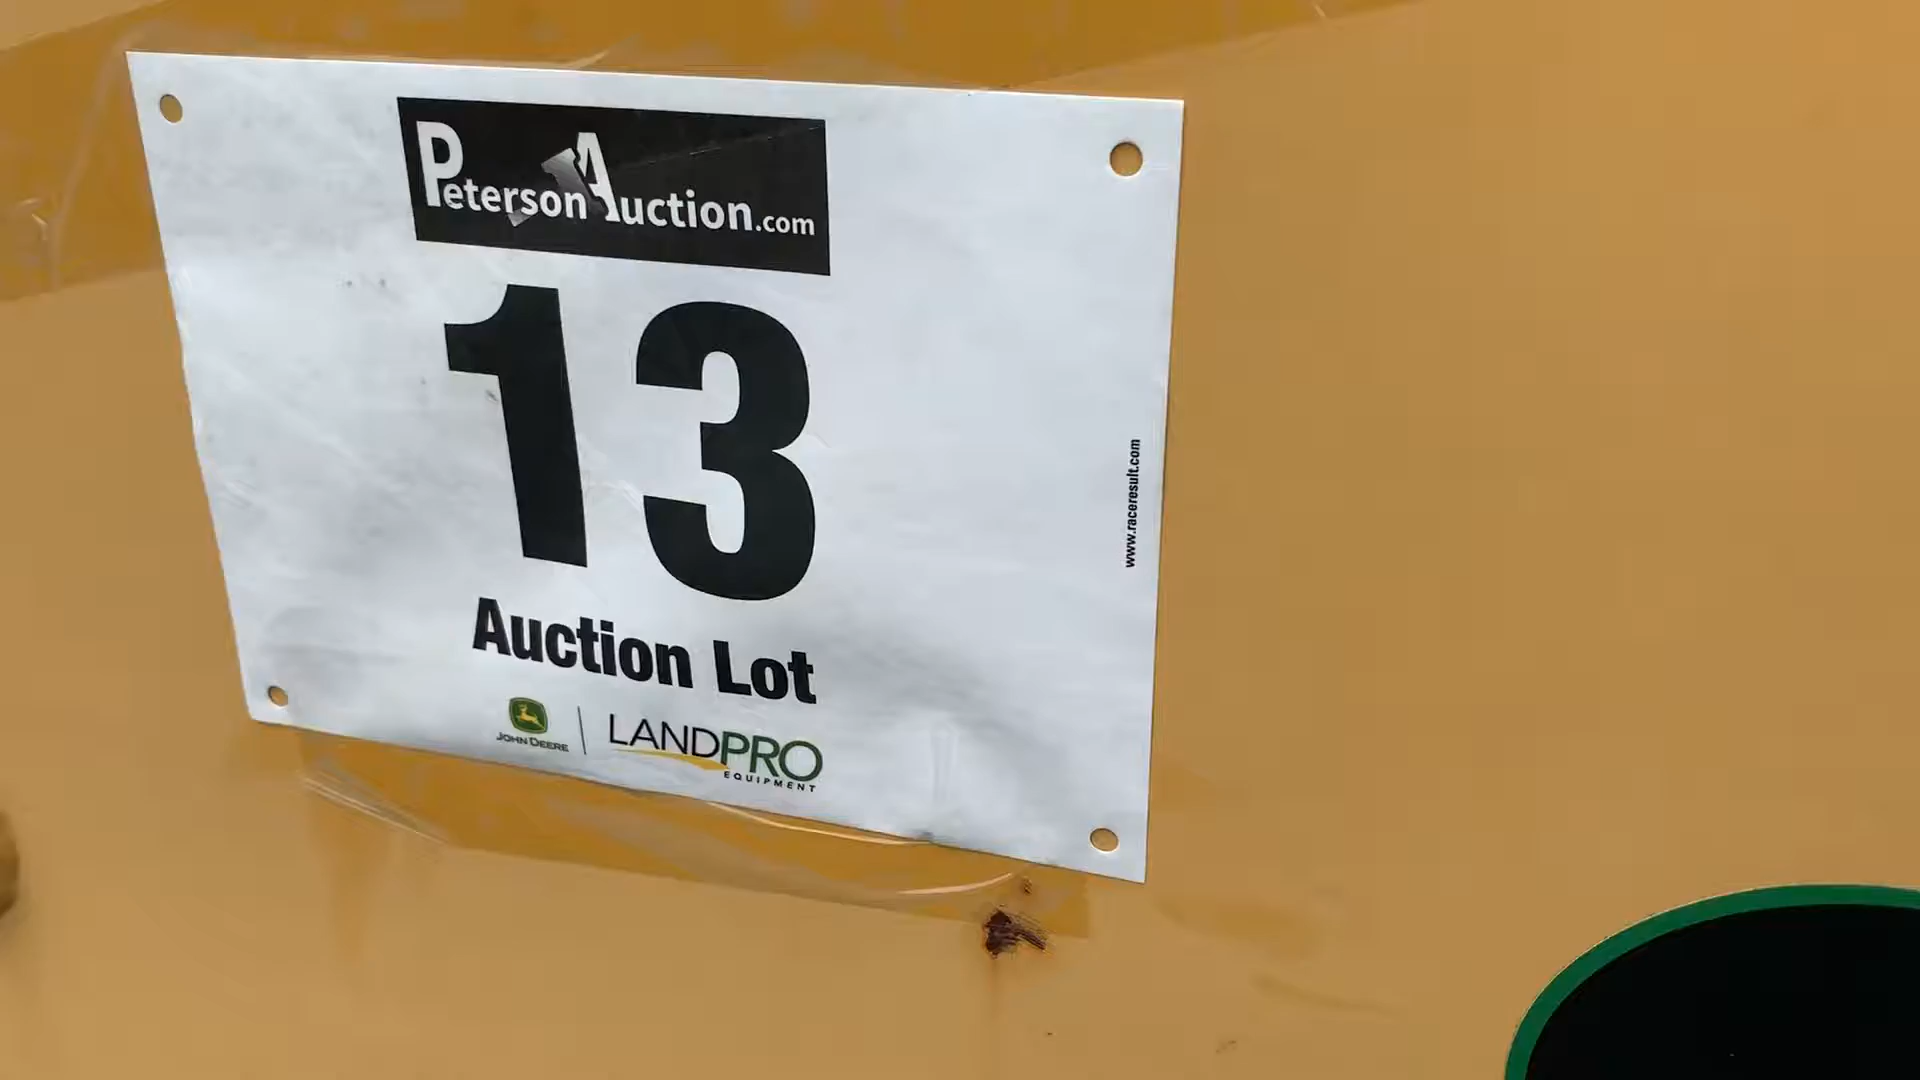 PetersonAuction.com
13
Auction Lot
JOHN DEERE
LANDPRO
EQUIPMENT
www.raceresult.com